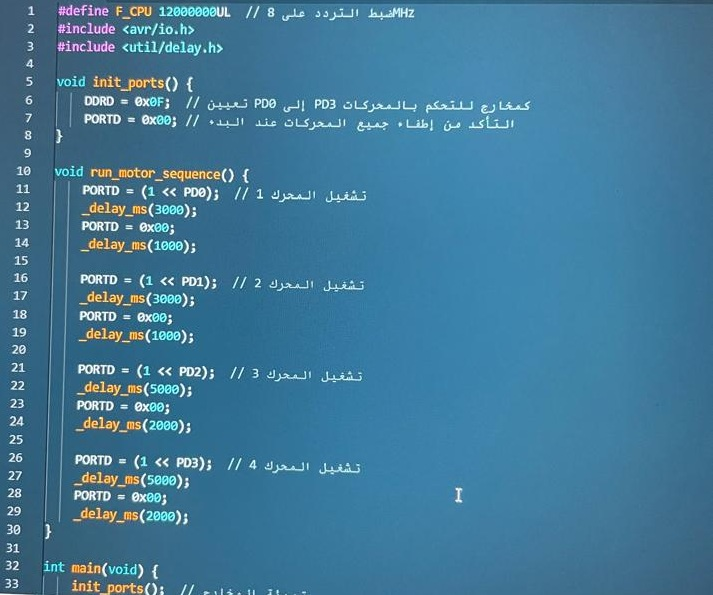 1 #define F_CPU 12000000UL // ضبط التردد على 8MHz
2 #include <avr/io.h>
3 #include <util/delay.h>
4
5 void init_ports() {
6 DDRD = 0x0F; // تعيين PD0 إلى PD3 كمخارج للتحكم بالمحركات
7 PORTD = 0x00; // التأكد من إطفاء جميع المحركات عند البدء
8 }
9
10 void run_motor_sequence() {
11 PORTD = (1 << PD0); // تشغيل المحرك 1
12 _delay_ms(3000);
13 PORTD = 0x00;
14 _delay_ms(1000);
15
16 PORTD = (1 << PD1); // تشغيل المحرك 2
17 _delay_ms(3000);
18 PORTD = 0x00;
19 _delay_ms(1000);
20
21 PORTD = (1 << PD2); // تشغيل المحرك 3
22 _delay_ms(5000);
23 PORTD = 0x00;
24 _delay_ms(2000);
25
26 PORTD = (1 << PD3); // تشغيل المحرك 4
27 _delay_ms(5000);
28 PORTD = 0x00;
29 _delay_ms(2000);
30 }
31
32 int main(void) {
33 init_ports(); //